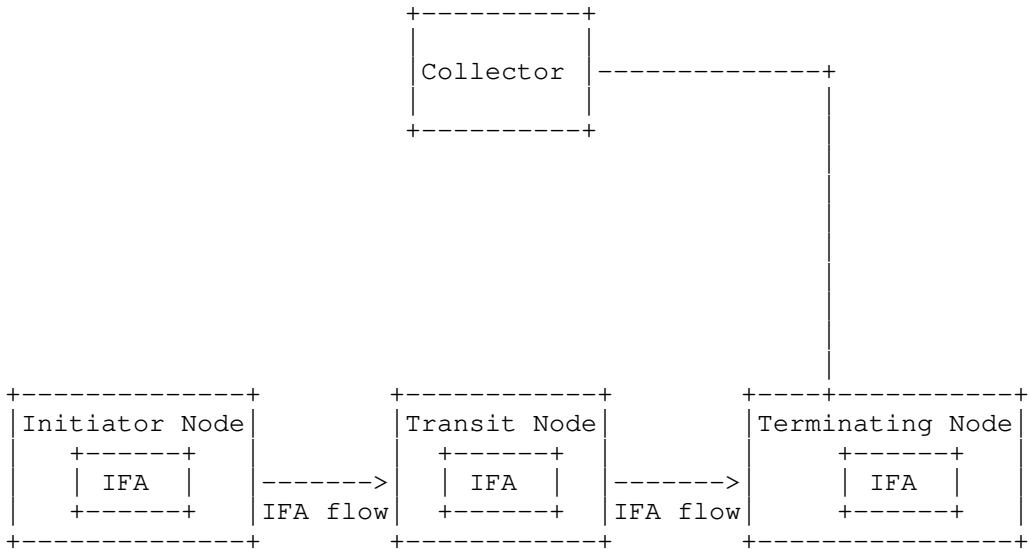 Collector
Initiator Node Transit Node Terminating Node
IFA IFA IFA
IFA flow IFA flow